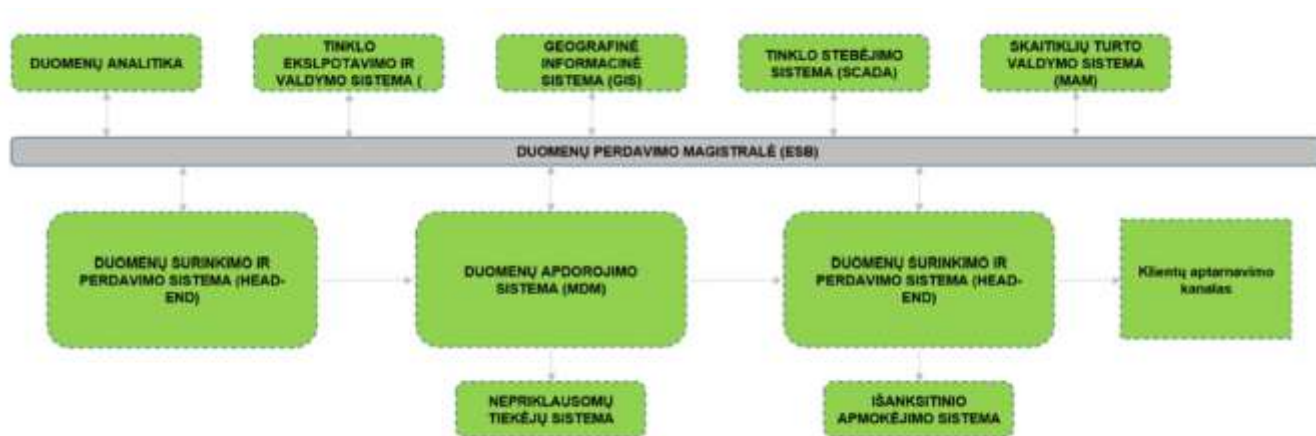 DUOMENŲ ANALITIKA
TINKLO
EKSLPOTAVIMO IR
VALDYMO SISTEMA (
GEOGRAFINĖ
INFORMACINĖ
SISTEMA (GIS)
TINKLO STEBĖJIMO
SISTEMA (SCADA)
SKAITIKLIŲ TURTO
VALDYMO SISTEMA
(MAM)
DUOMENŲ PERDAVIMO MAGISTRALĖ (ESB)
DUOMENŲ SURINKIMO IR
PERDAVIMO SISTEMA (HEAD-
END)
DUOMENŲ APDOROJIMO
SISTEMA (MDM)
DUOMENŲ SURINKIMO IR
PERDAVIMO SISTEMA (HEAD-
END)
Klientų aptarnavimo
kanalas
NEPRIKLAUSOMŲ
TIEKĖJŲ SISTEMA
IŠANKSITINIO
APMOKĖJIMO SISTEMA